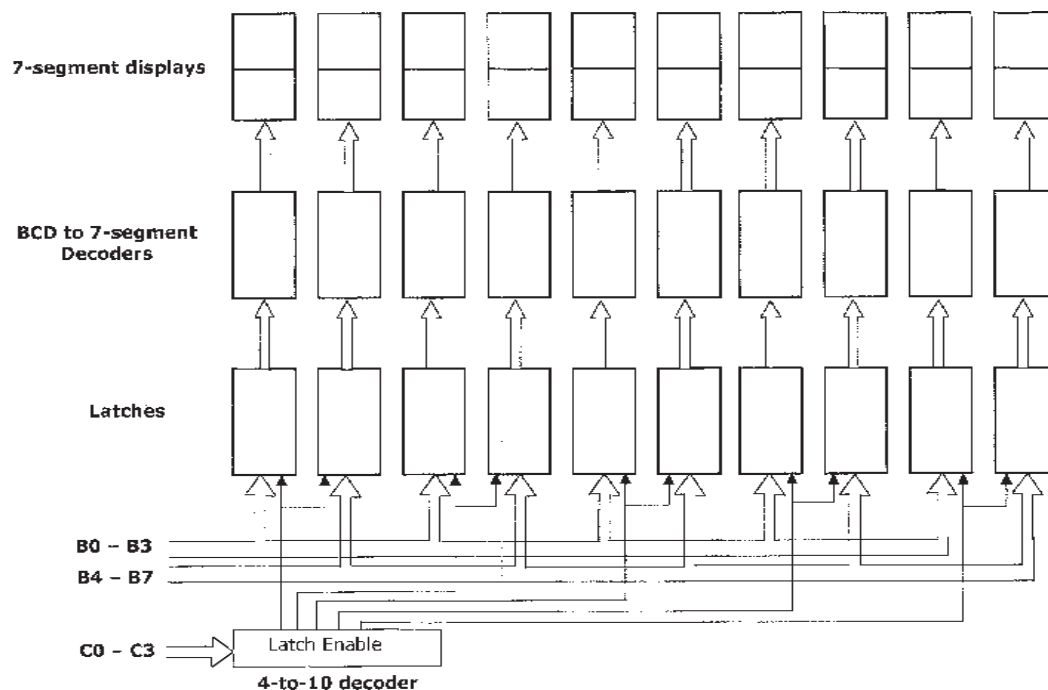 7-segment displays
BCD to 7-segment
Decoders
Latches
B0 – B3
B4 – B7
C0 – C3
Latch Enable
4-to-10 decoder